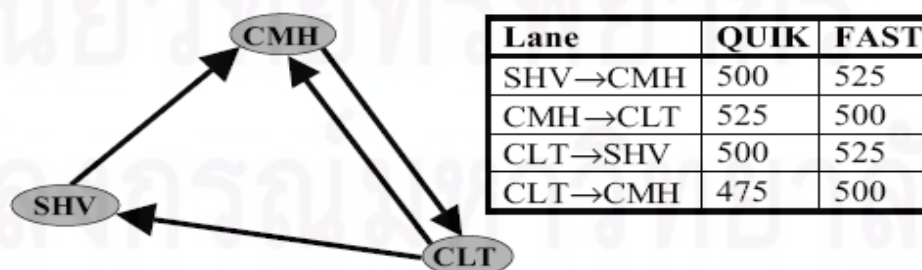 CMH
SHV
CLT
Lane QUIK FAST
SHV→CMH 500 525
CMH→CLT 525 500
CLT→SHV 500 525
CLT→CMH 475 500